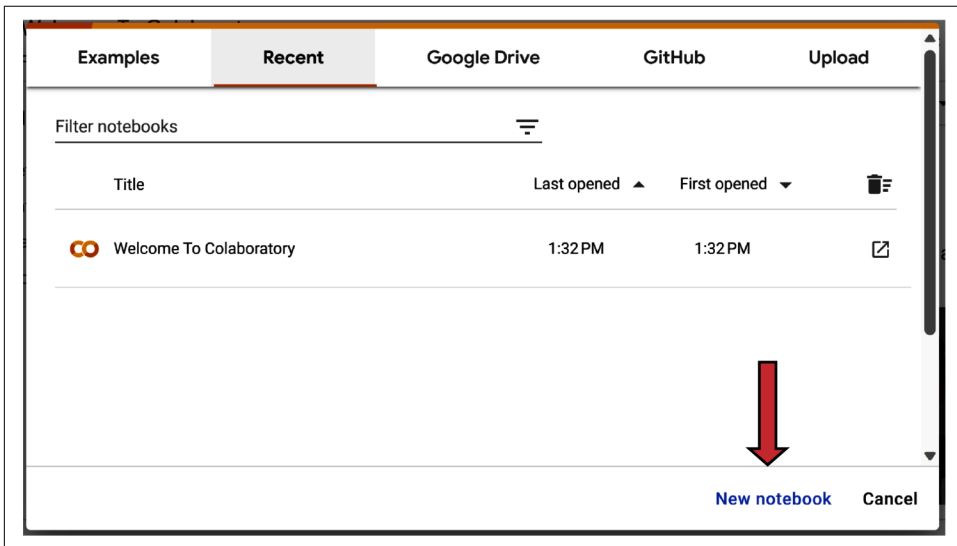 Examples Recent Google Drive GitHub Upload
Filter notebooks
Title Last opened First opened
Welcome To Colaboratory 1:32 PM 1:32 PM
New notebook Cancel